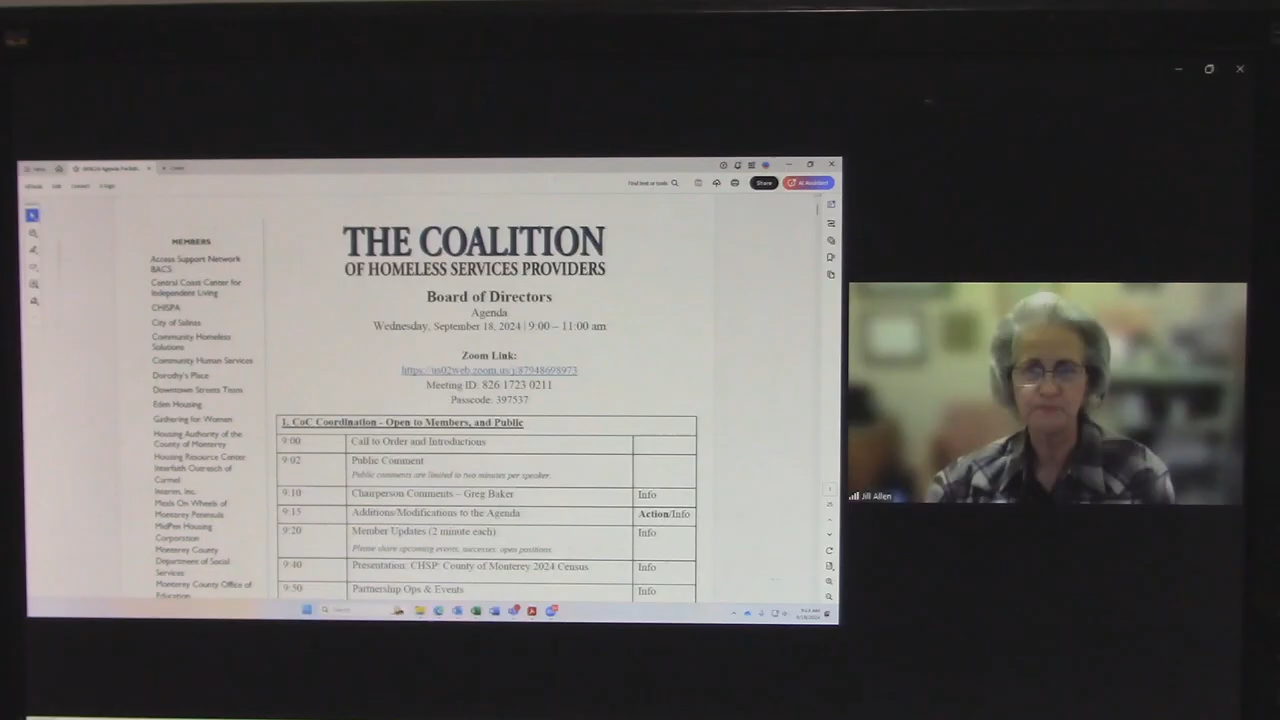 Find text or tools
Share
AI Assistant
MEMBERS
Access Support Network
BACS
Central Coast Center for
Independent Living
CHISPA
City of Salinas
Community Homeless
Solutions
Community Human Services
Dorothy's Place
Downtown Streets Team
Eden Housing
Gathering for Women
Housing Authority of the
County of Monterey
Housing Resource Center
Interfaith Outreach of
Carmel
Interim, Inc.
Meals On Wheels of
Monterey Peninsula
MidPen Housing
Corporation
Monterey County
Department of Social
Services
Monterey County Office of
Education
THE COALITION
OF HOMELESS SERVICES PROVIDERS
Board of Directors
Agenda
Wednesday, September 18, 2024 | 9:00 – 11:00 am
Zoom Link:
https://us02web.zoom.us/j/87948698973
Meeting ID: 826 1723 0211
Passcode: 397537
I. CoC Coordination - Open to Members, and Public
9:00 Call to Order and Introductions
9:02 Public Comment
Public comments are limited to two minutes per speaker.
9:10 Chairperson Comments – Greg Baker Info
9:15 Additions/Modifications to the Agenda Action/Info
9:20 Member Updates (2 minute each) Info
Please share upcoming events, successes, open positions
9:40 Presentation: CHSP: County of Monterey 2024 Census Info
9:50 Partnership Ops & Events Info
Jill Allen